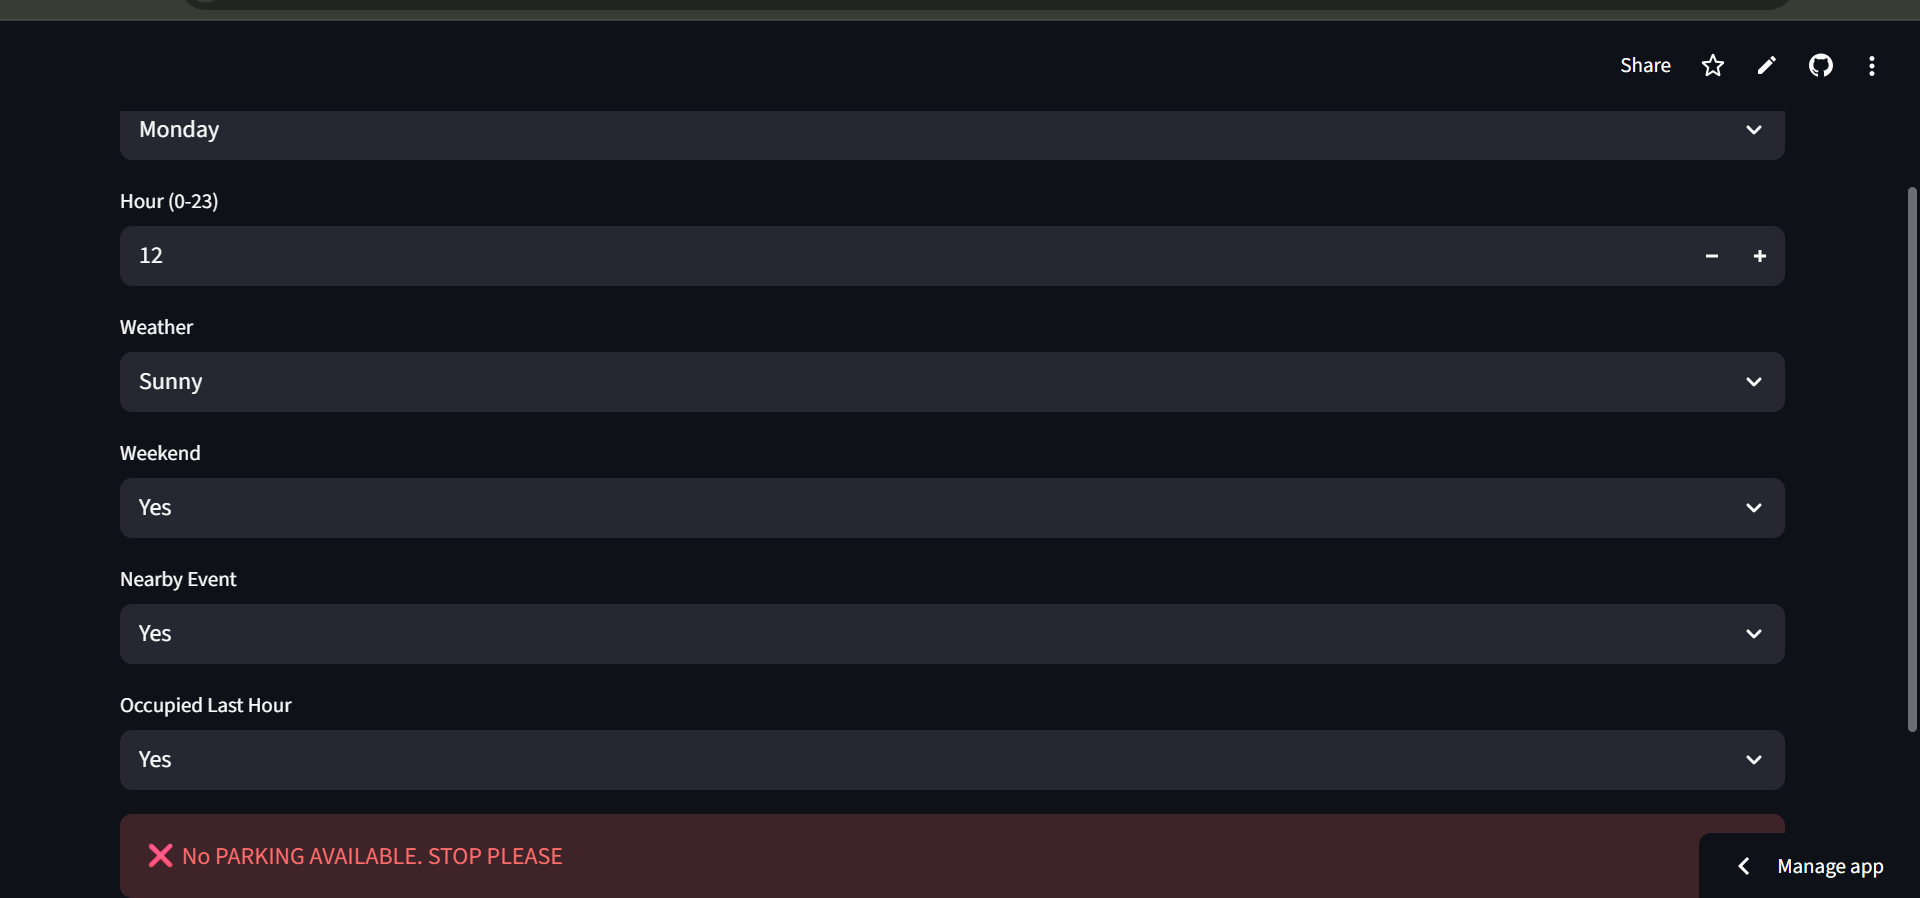 Share
Monday
Hour (0-23)
12
Weather
Sunny
Weekend
Yes
Nearby Event
Yes
Occupied Last Hour
Yes
❌ No PARKING AVAILABLE. STOP PLEASE
Manage app